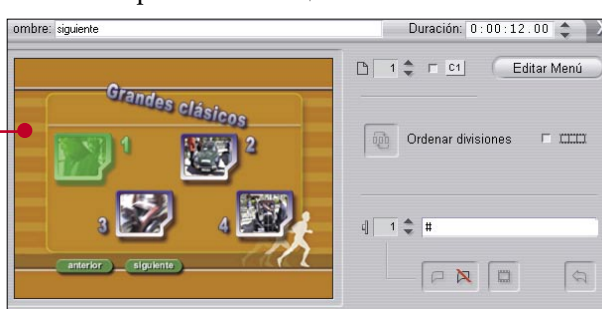 ombre: siguiente
Duración: 0:00:12.00
Grandes clásicos
1
2
3
4
anterior
siguiente
1
C1
Editar Menú
Ordenar divisiones
1
#